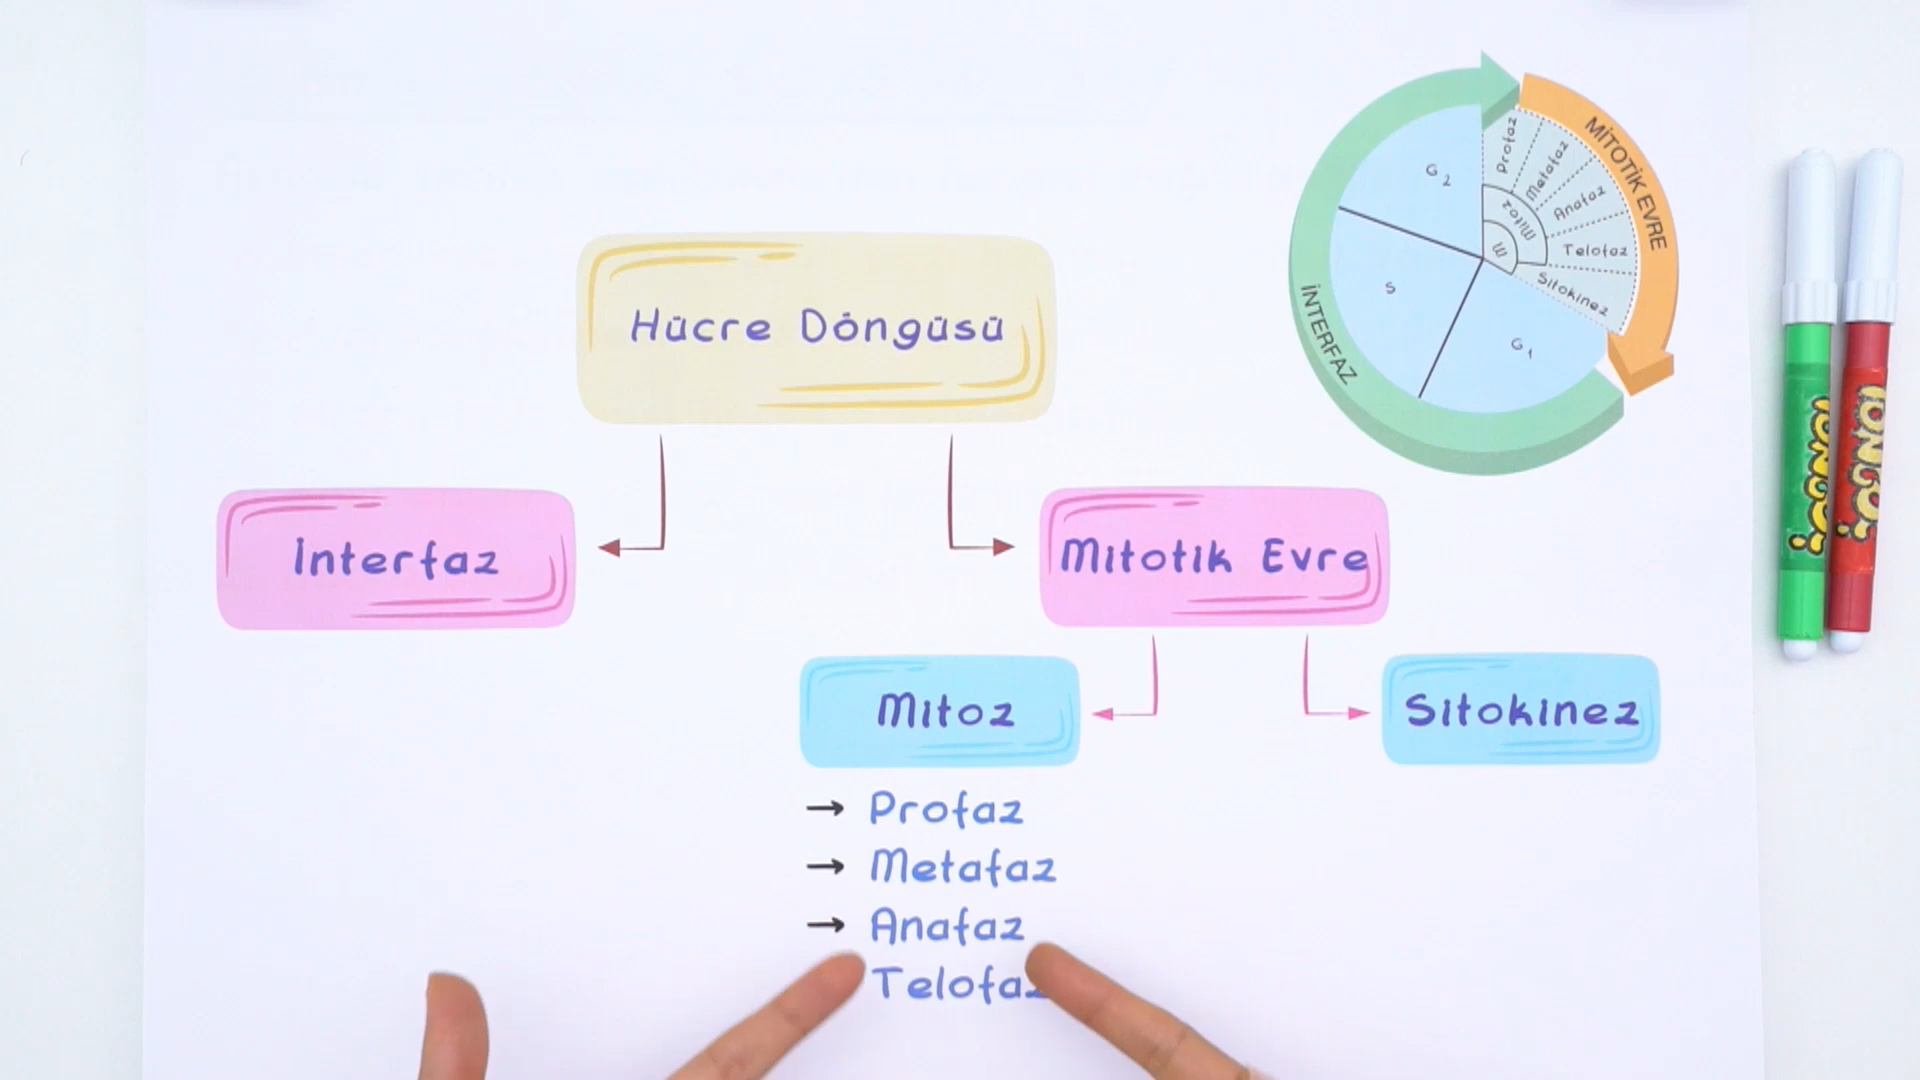 Hücre Döngüsü
İnterfaz
Mitotik Evre
Mitoz
Sitokinez
→ Profaz
→ Metafaz
→ Anafaz
Telofaz
MİTOTİK EVRE
İNTERFAZ
G2
S
G1
Profaz
Metafaz
Anafaz
Telofaz
Sitokinez
Mitoz
m